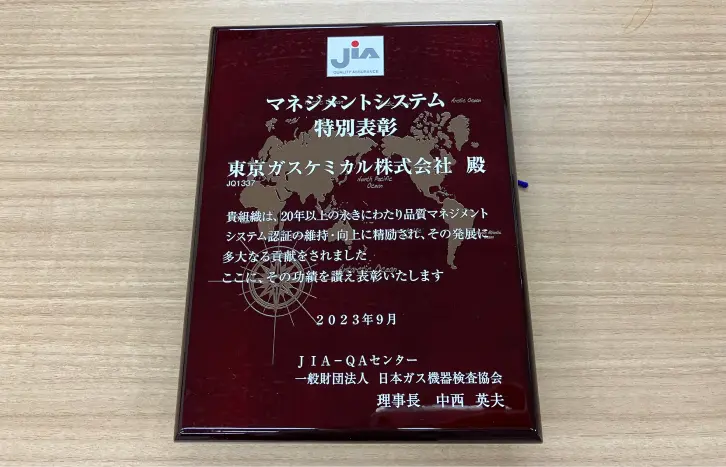 JIA
QUALITY ASSURANCE
マネジメントシステム
Arctic Ocean
特別表彰
東京ガスケミカル株式会社 殿
JQ1337
North Pacific
Ocean
貴組織は、20年以上の永きにわたり品質マネジメント
システム認証の維持・向上に精励され、その発展に
多大なる貢献をされました
ここに、その功績を讃え表彰いたします
2023年9月
JIA-QAセンター
一般財団法人 日本ガス機器検査協会
理事長 中西 英夫